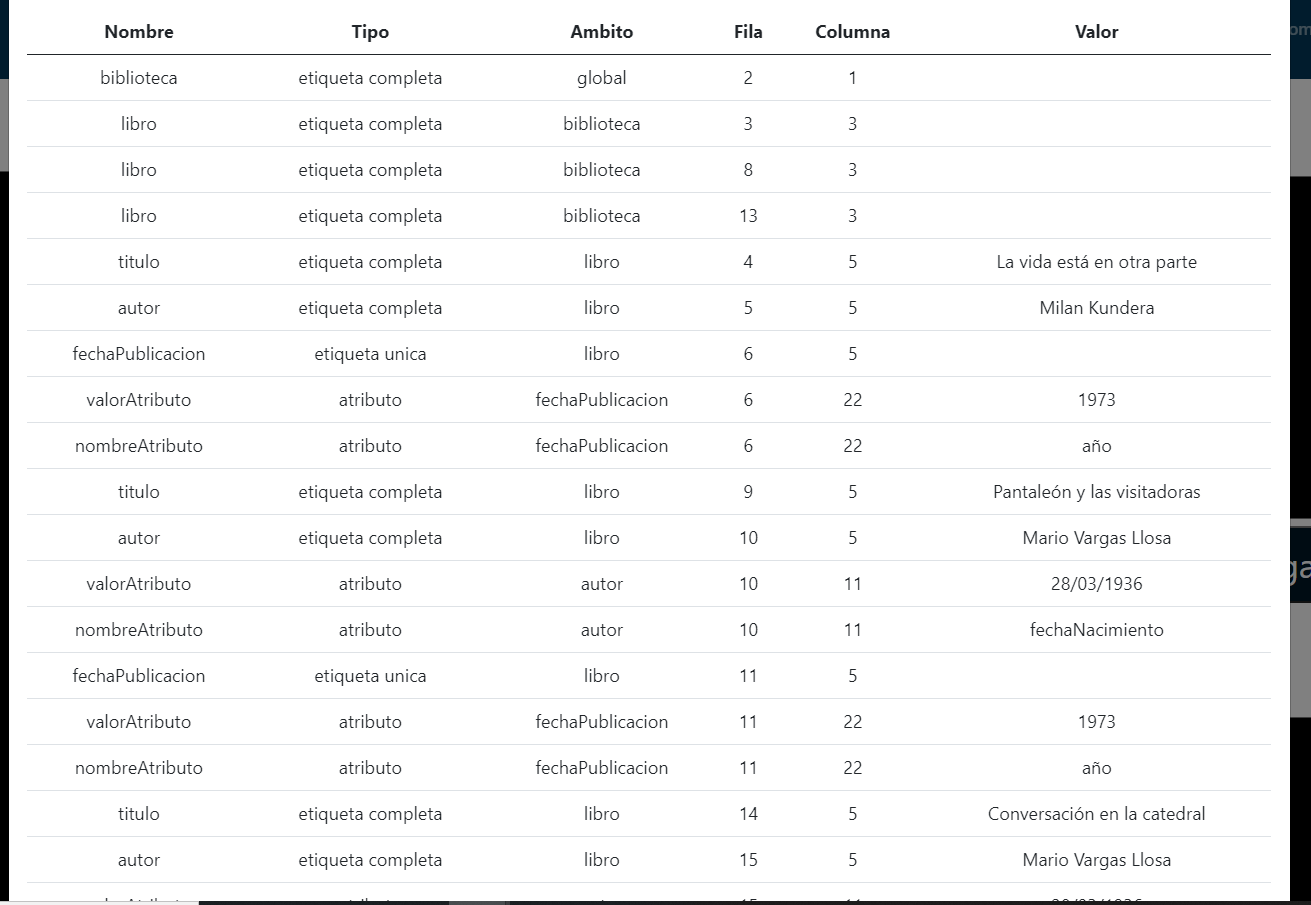 Nombre Tipo Ambito Fila Columna Valor
biblioteca etiqueta completa global 2 1
libro etiqueta completa biblioteca 3 3
libro etiqueta completa biblioteca 8 3
libro etiqueta completa biblioteca 13 3
titulo etiqueta completa libro 4 5 La vida está en otra parte
autor etiqueta completa libro 5 5 Milan Kundera
fechaPublicacion etiqueta unica libro 6 5
valorAtributo atributo fechaPublicacion 6 22 1973
nombreAtributo atributo fechaPublicacion 6 22 año
titulo etiqueta completa libro 9 5 Pantaleón y las visitadoras
autor etiqueta completa libro 10 5 Mario Vargas Llosa
valorAtributo atributo autor 10 11 28/03/1936
nombreAtributo atributo autor 10 11 fechaNacimiento
fechaPublicacion etiqueta unica libro 11 5
valorAtributo atributo fechaPublicacion 11 22 1973
nombreAtributo atributo fechaPublicacion 11 22 año
titulo etiqueta completa libro 14 5 Conversación en la catedral
autor etiqueta completa libro 15 5 Mario Vargas Llosa